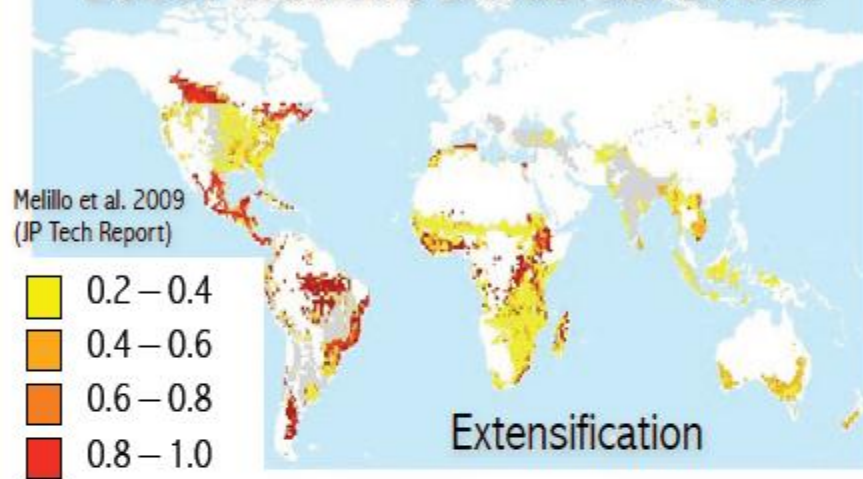 Melillo et al. 2009
(JP Tech Report)
0.2 – 0.4
0.4 – 0.6
0.6 – 0.8
0.8 – 1.0
Extensification